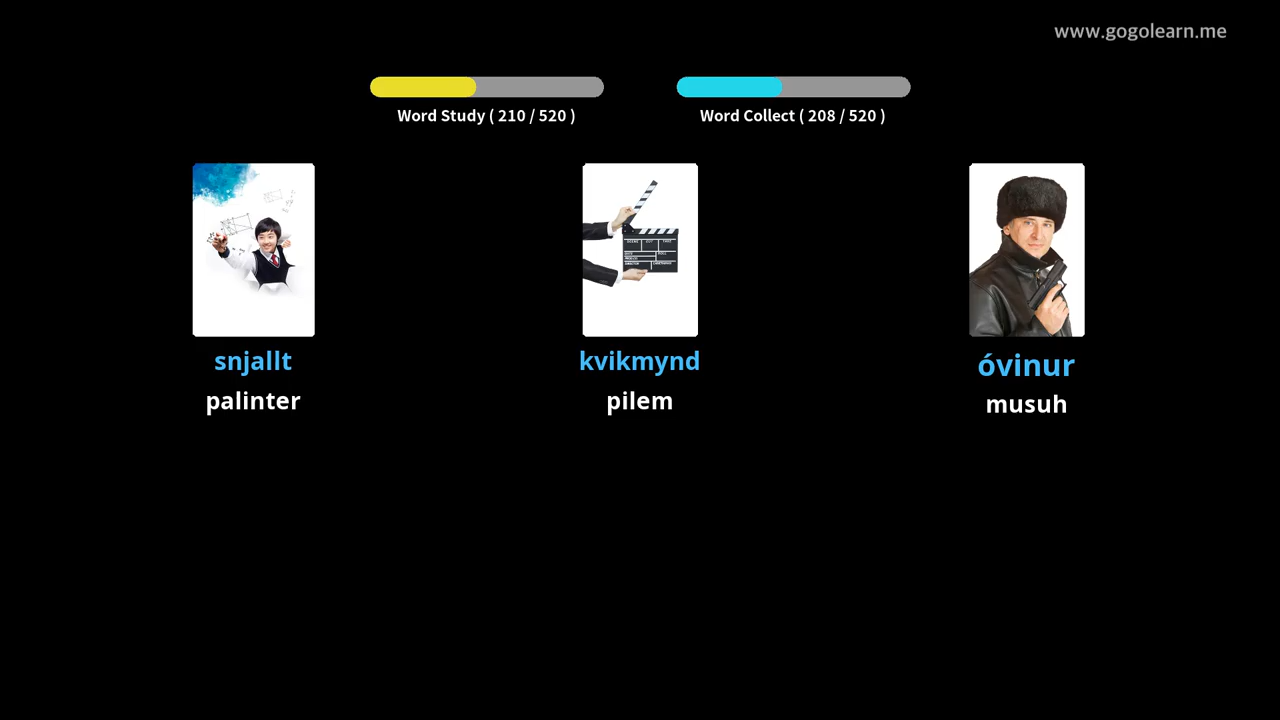 www.gogolearn.me
Word Study ( 210 / 520 )
Word Collect ( 208 / 520 )
snjallt
kvikmynd
óvinur
palinter
pilem
musuh